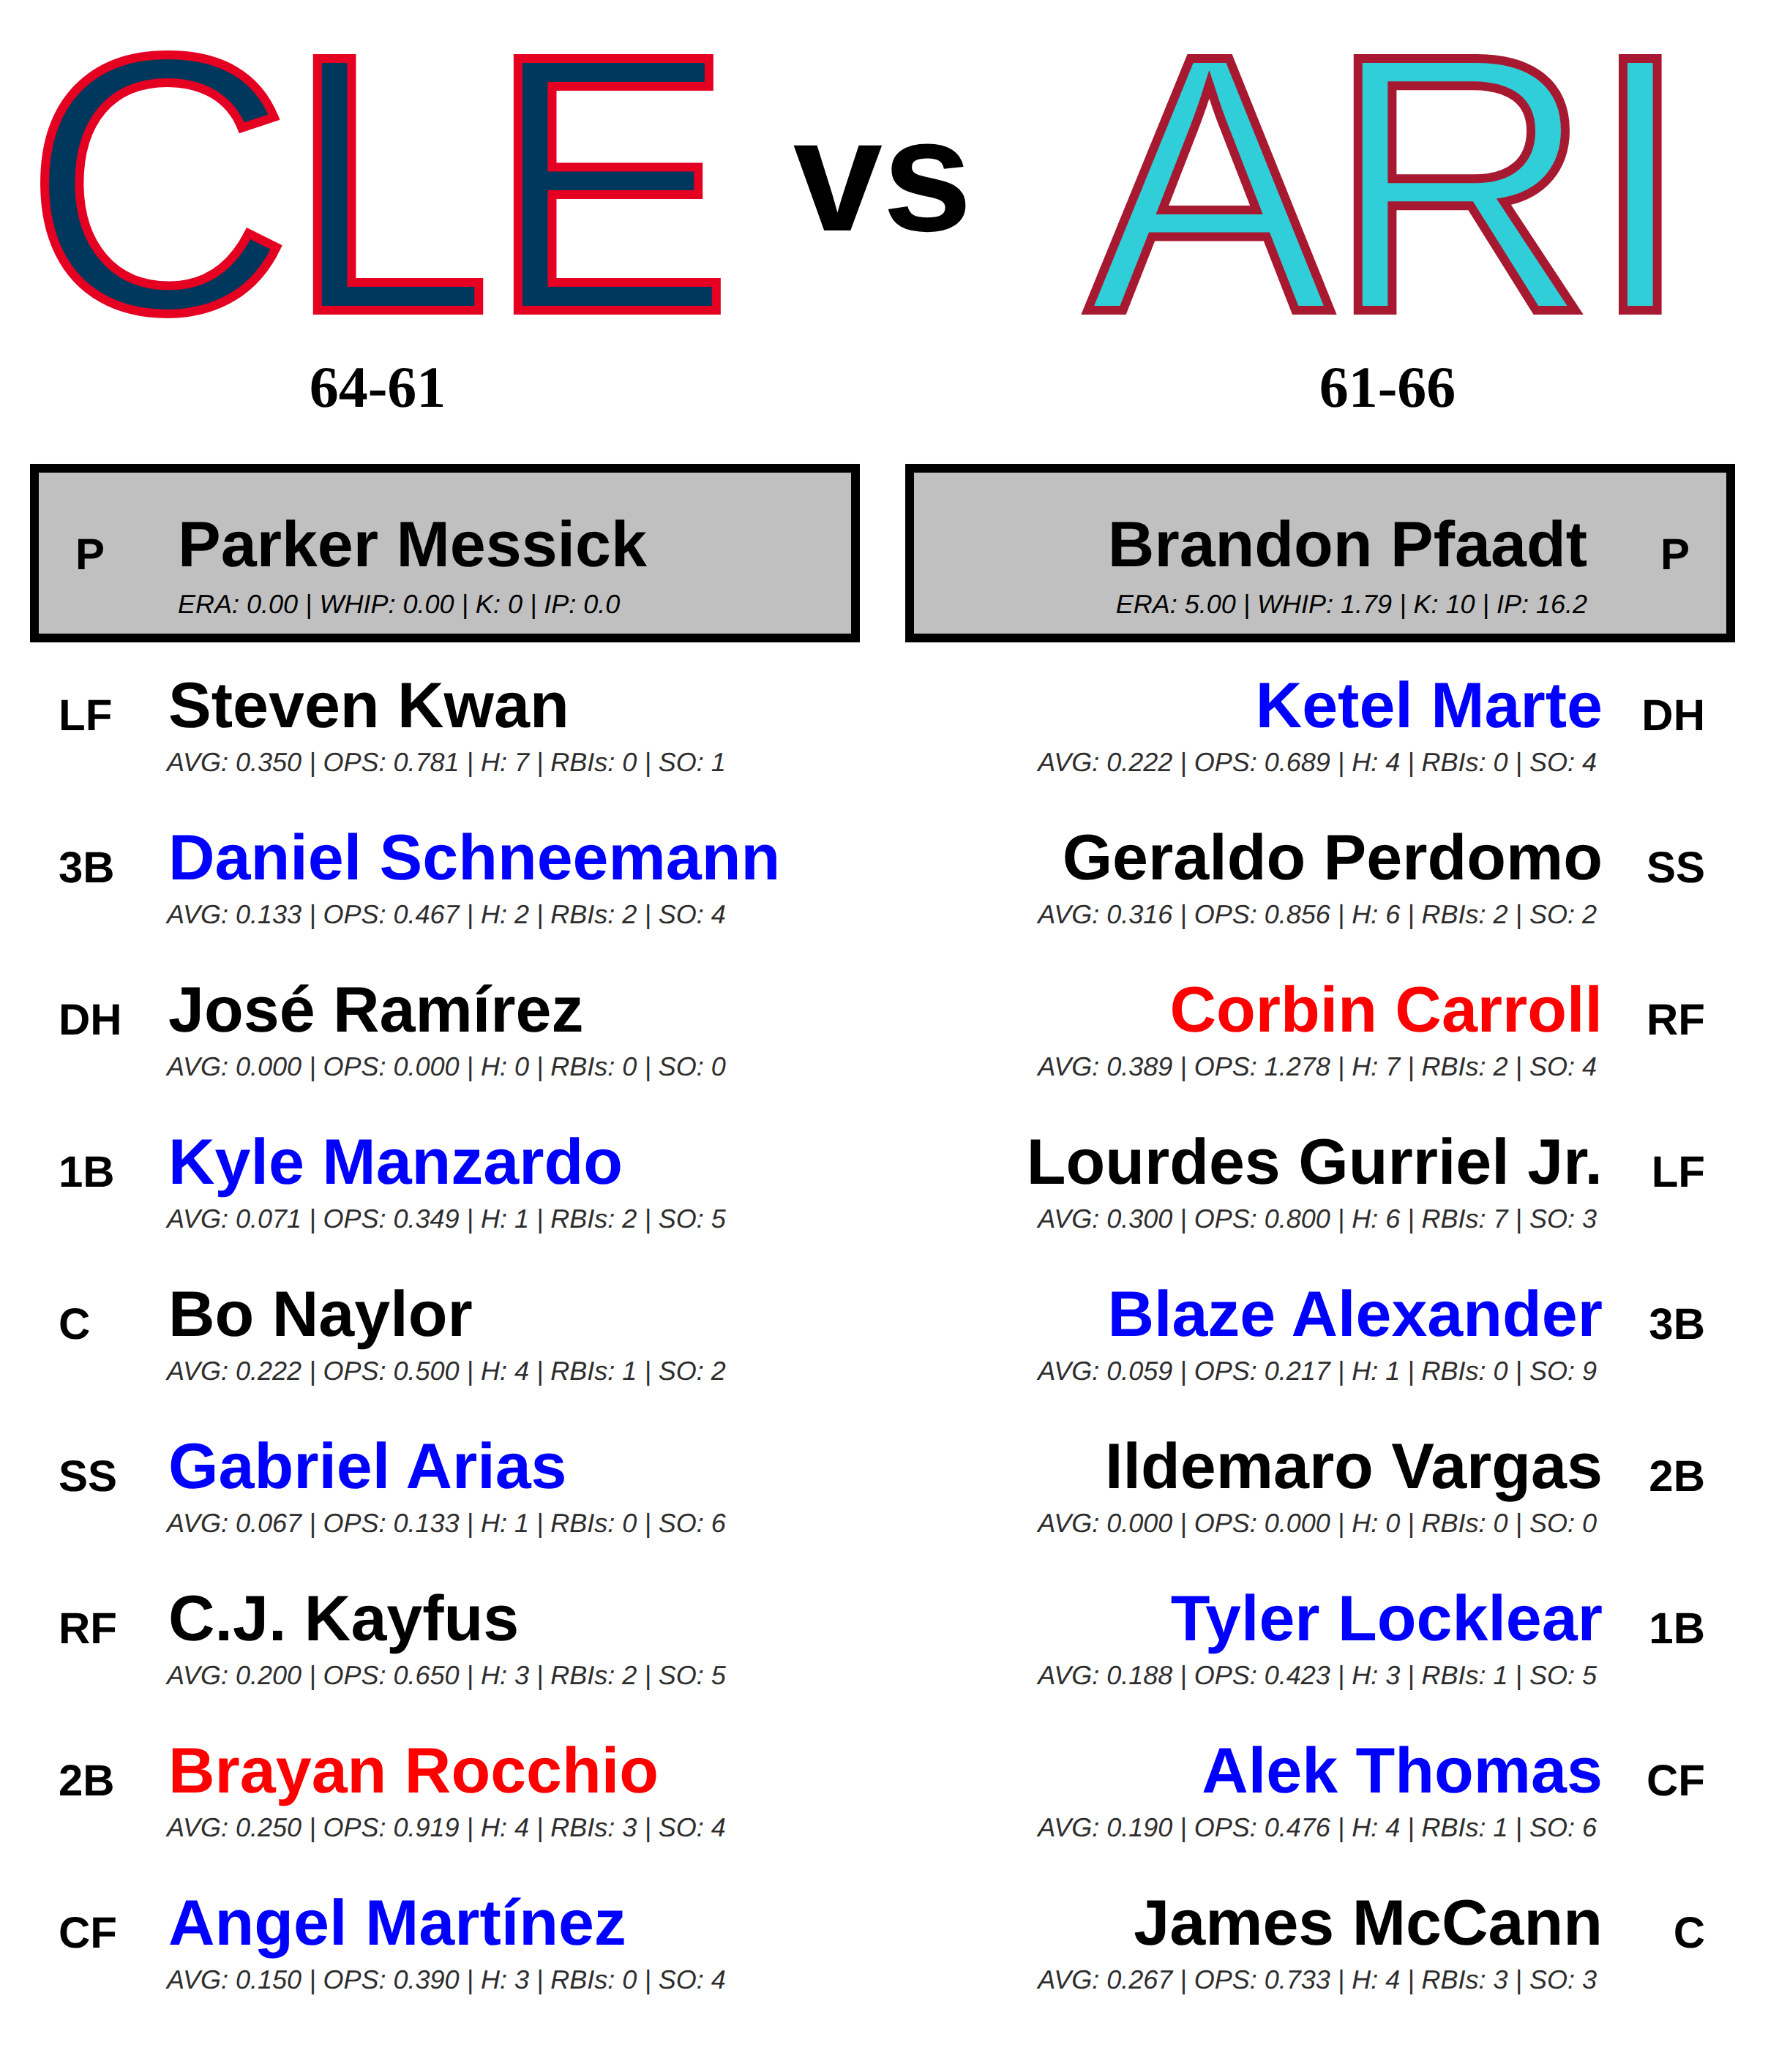 CLE vs ARI
64-61 61-66
P Parker Messick
ERA: 0.00 | WHIP: 0.00 | K: 0 | IP: 0.0
Brandon Pfaadt P
ERA: 5.00 | WHIP: 1.79 | K: 10 | IP: 16.2
LF Steven Kwan
AVG: 0.350 | OPS: 0.781 | H: 7 | RBIs: 0 | SO: 1
3B Daniel Schneemann
AVG: 0.133 | OPS: 0.467 | H: 2 | RBIs: 2 | SO: 4
DH José Ramírez
AVG: 0.000 | OPS: 0.000 | H: 0 | RBIs: 0 | SO: 0
1B Kyle Manzardo
AVG: 0.071 | OPS: 0.349 | H: 1 | RBIs: 2 | SO: 5
C Bo Naylor
AVG: 0.222 | OPS: 0.500 | H: 4 | RBIs: 1 | SO: 2
SS Gabriel Arias
AVG: 0.067 | OPS: 0.133 | H: 1 | RBIs: 0 | SO: 6
RF C.J. Kayfus
AVG: 0.200 | OPS: 0.650 | H: 3 | RBIs: 2 | SO: 5
2B Brayan Rocchio
AVG: 0.250 | OPS: 0.919 | H: 4 | RBIs: 3 | SO: 4
CF Angel Martínez
AVG: 0.150 | OPS: 0.390 | H: 3 | RBIs: 0 | SO: 4
Ketel Marte DH
AVG: 0.222 | OPS: 0.689 | H: 4 | RBIs: 0 | SO: 4
Geraldo Perdomo SS
AVG: 0.316 | OPS: 0.856 | H: 6 | RBIs: 2 | SO: 2
Corbin Carroll RF
AVG: 0.389 | OPS: 1.278 | H: 7 | RBIs: 2 | SO: 4
Lourdes Gurriel Jr. LF
AVG: 0.300 | OPS: 0.800 | H: 6 | RBIs: 7 | SO: 3
Blaze Alexander 3B
AVG: 0.059 | OPS: 0.217 | H: 1 | RBIs: 0 | SO: 9
Ildemaro Vargas 2B
AVG: 0.000 | OPS: 0.000 | H: 0 | RBIs: 0 | SO: 0
Tyler Locklear 1B
AVG: 0.188 | OPS: 0.423 | H: 3 | RBIs: 1 | SO: 5
Alek Thomas CF
AVG: 0.190 | OPS: 0.476 | H: 4 | RBIs: 1 | SO: 6
James McCann C
AVG: 0.267 | OPS: 0.733 | H: 4 | RBIs: 3 | SO: 3